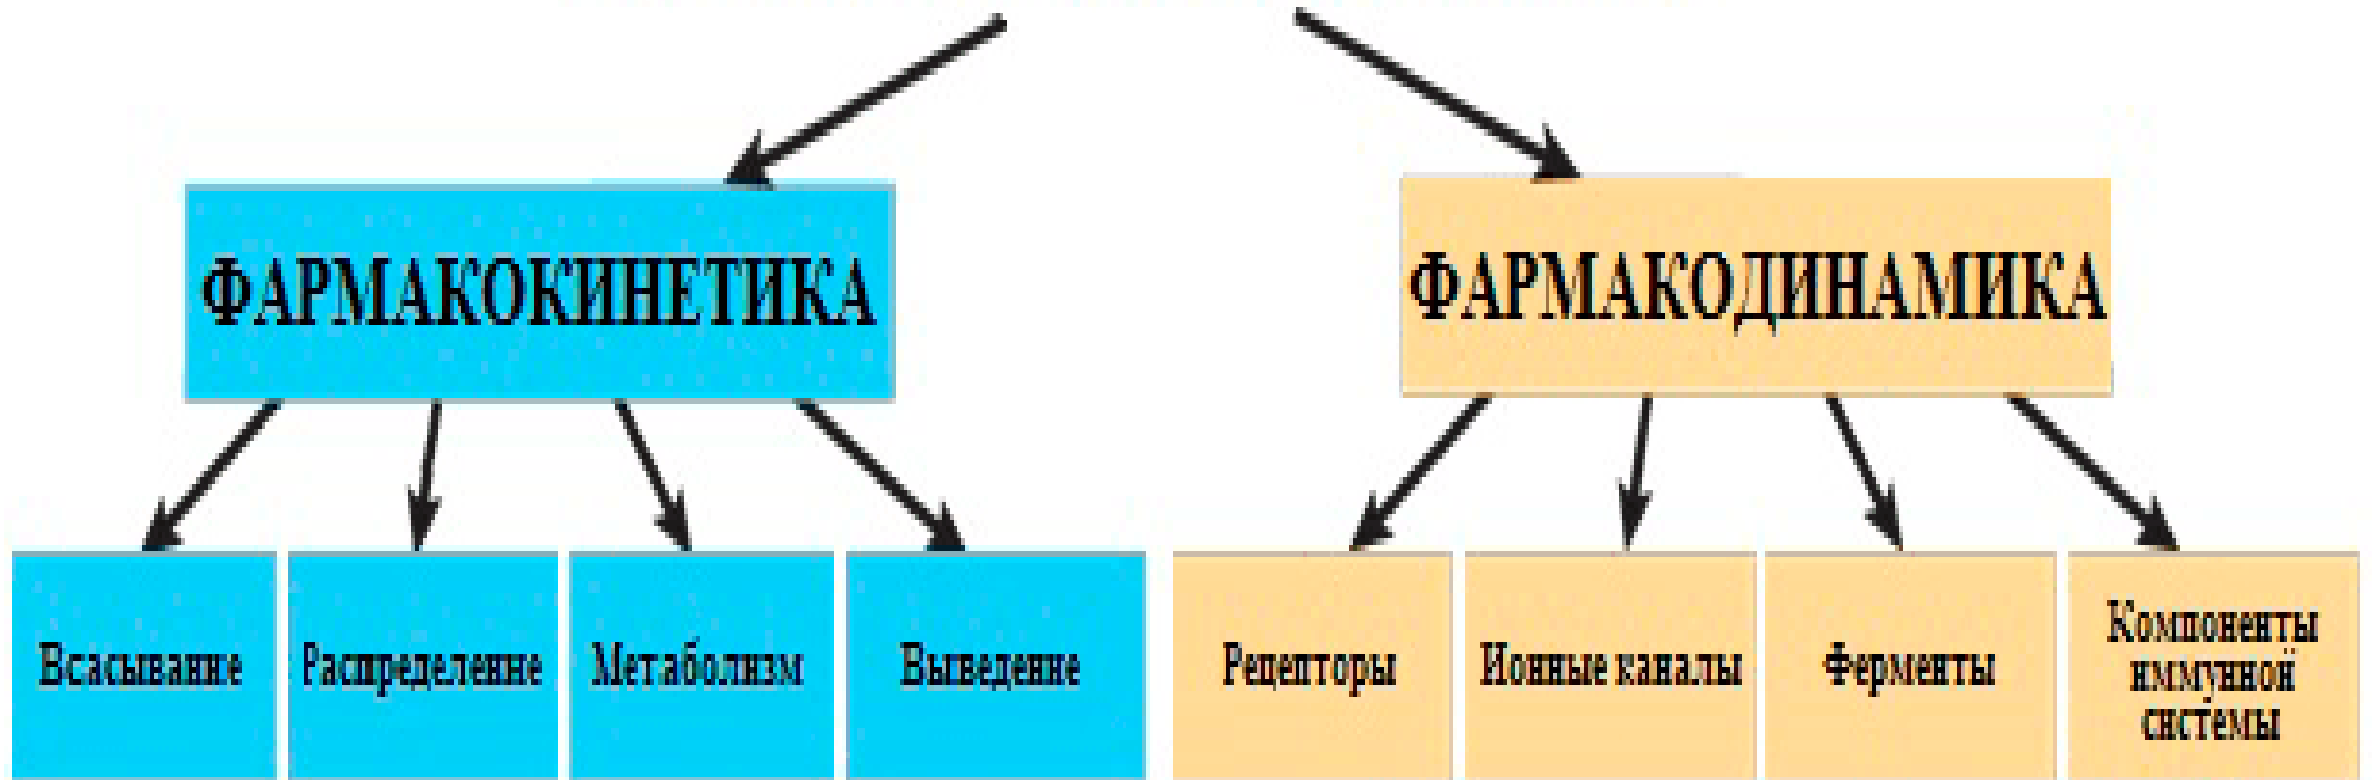 ФАРМАКОКИНЕТИКА
ФАРМАКОДИНАМИКА
Всасывание
Распределение
Метаболизм
Выведение
Рецепторы
Ионные каналы
Ферменты
Компоненты
иммунной
системы